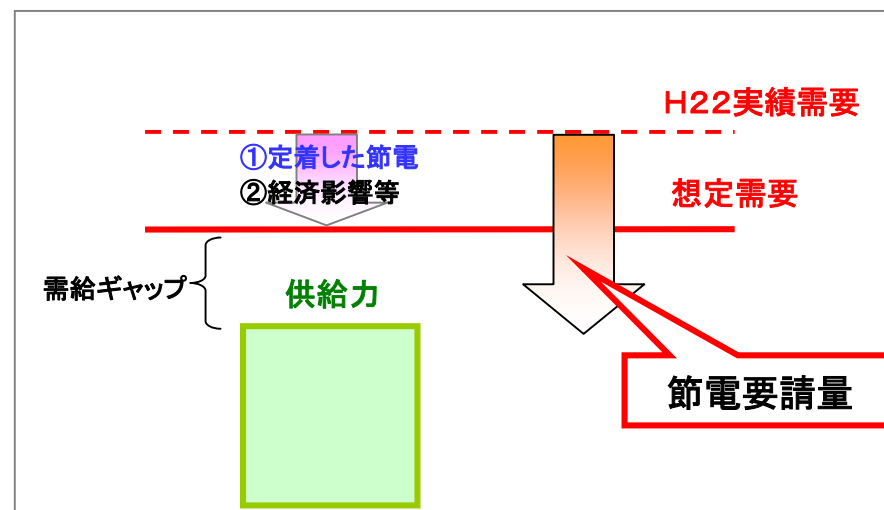 H22実績需要
①定着した節電
②経済影響等
想定需要
需給ギャップ
供給力
節電要請量